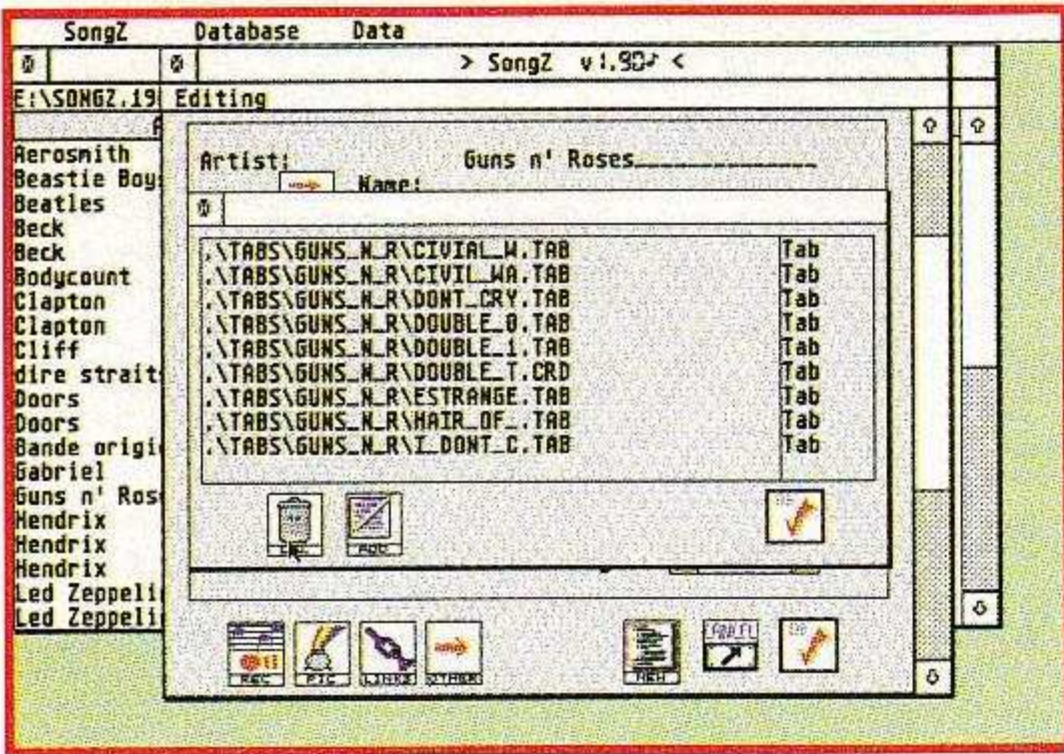 SongZ Database Data
> SongZ v1.90♪ <
E:\SONGZ.19
Editing
Aerosmith
Beastie Boys
Beatles
Beck
Beck
Bodycount
Clapton
Clapton
Cliff
dire strait
Doors
Doors
Bande origi
Gabriel
Guns n' Ros
Hendrix
Hendrix
Hendrix
Led Zeppeli
Led Zeppeli
Artist: Guns n' Roses
Name:
.\TABS\GUNS_N_R\CIVIAL_W.TAB Tab
.\TABS\GUNS_N_R\CIVIL_WA.TAB Tab
.\TABS\GUNS_N_R\DONT_CRY.TAB Tab
.\TABS\GUNS_N_R\DOUBLE_0.TAB Tab
.\TABS\GUNS_N_R\DOUBLE_1.TAB Tab
.\TABS\GUNS_N_R\DOUBLE_T.CRD Tab
.\TABS\GUNS_N_R\ESTRANGE.TAB Tab
.\TABS\GUNS_N_R\HAIR_OF_.TAB Tab
.\TABS\GUNS_N_R\I_DONT_C.TAB Tab
ADD
REC PIC LINKS OTHER NEW